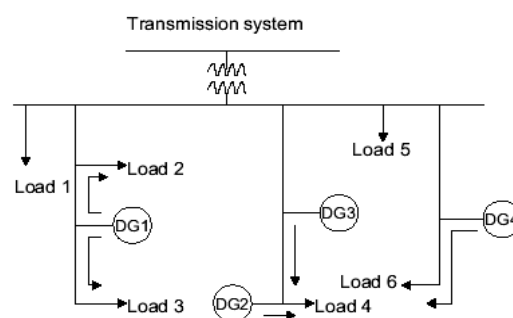 Transmission system
Load 1
Load 2
Load 5
DG1
DG3
DG4
Load 6
Load 3
DG2
Load 4